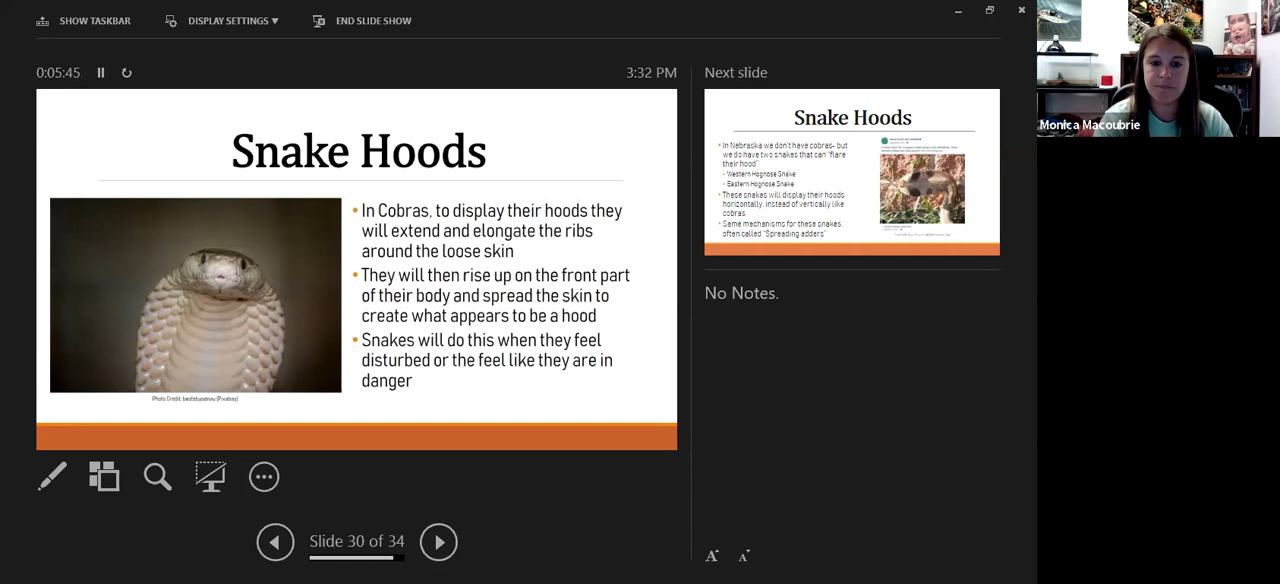 SHOW TASKBAR
DISPLAY SETTINGS ▼
END SLIDE SHOW
0:05:45
3:32 PM
Next slide
Snake Hoods
• In Cobras, to display their hoods they
will extend and elongate the ribs
around the loose skin
• They will then rise up on the front part
of their body and spread the skin to
create what appears to be a hood
• Snakes will do this when they feel
disturbed or the feel like they are in
danger
Snake Hoods
• In Nebraska we don't have cobras- but
we do have two snakes that can "flare
their hood"
• Western Hognose Snake
• Eastern Hognose Snake
• These snakes will display their hoods
horizontally, instead of vertically like
cobras
• Same mechanisms for these snakes,
often called "Spreading adders"
No Notes.
Slide 30 of 34
A A
Monica Macoubrie
Photo Credit: (Pixabay)